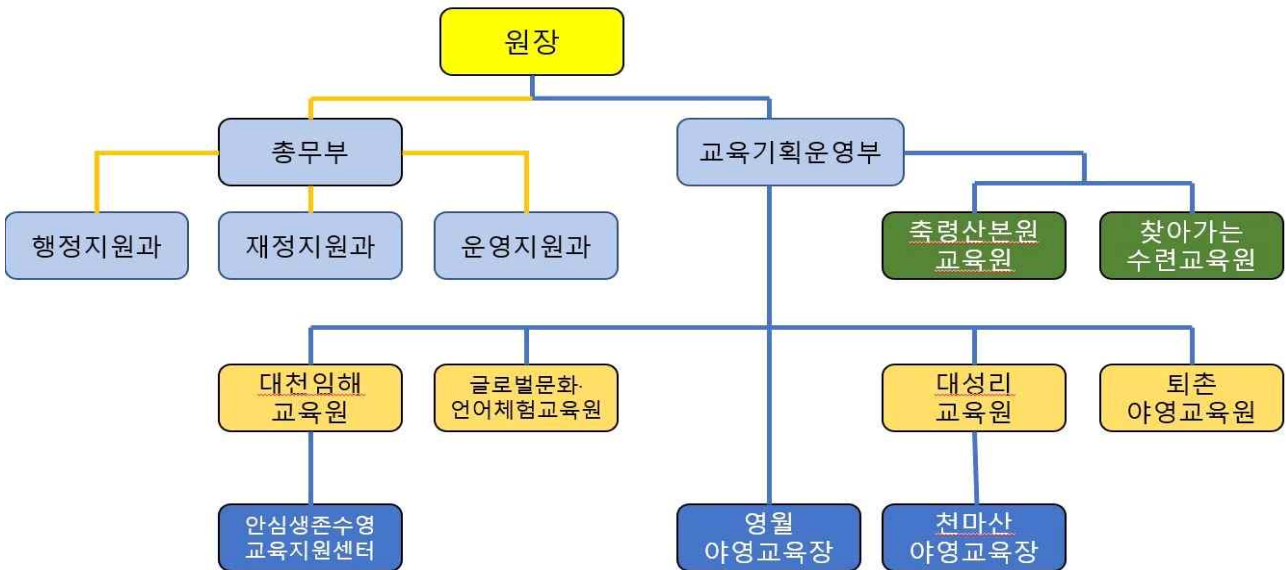 원장
총무부
교육기획운영부
행정지원과
재정지원과
운영지원과
축령산본원
교육원
찾아가는
수련교육원
대천임해
교육원
글로벌문화·
언어체험교육원
대성리
교육원
퇴촌
야영교육원
안심생존수영
교육지원센터
영월
야영교육장
천마산
야영교육장